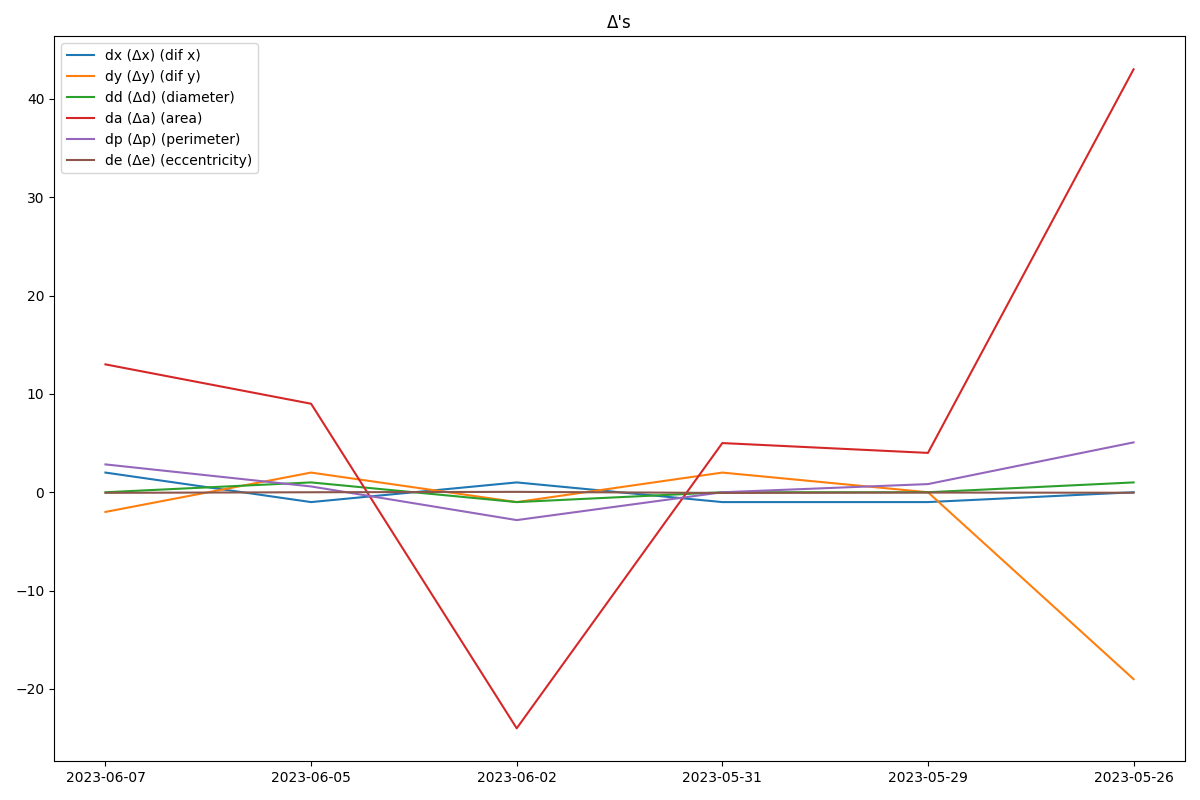 Δ's
dx (Δx) (dif x)
dy (Δy) (dif y)
dd (Δd) (diameter)
da (Δa) (area)
dp (Δp) (perimeter)
de (Δe) (eccentricity)
40
30
20
10
0
−10
−20
2023-06-07 2023-06-05 2023-06-02 2023-05-31 2023-05-29 2023-05-26